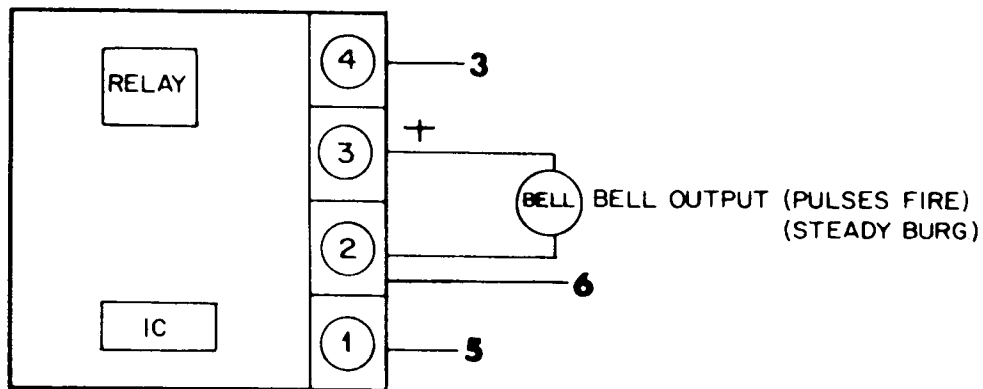 RELAY
4
3
+
3
BELL
BELL OUTPUT (PULSES FIRE)
(STEADY BURG)
2
6
IC
1
5